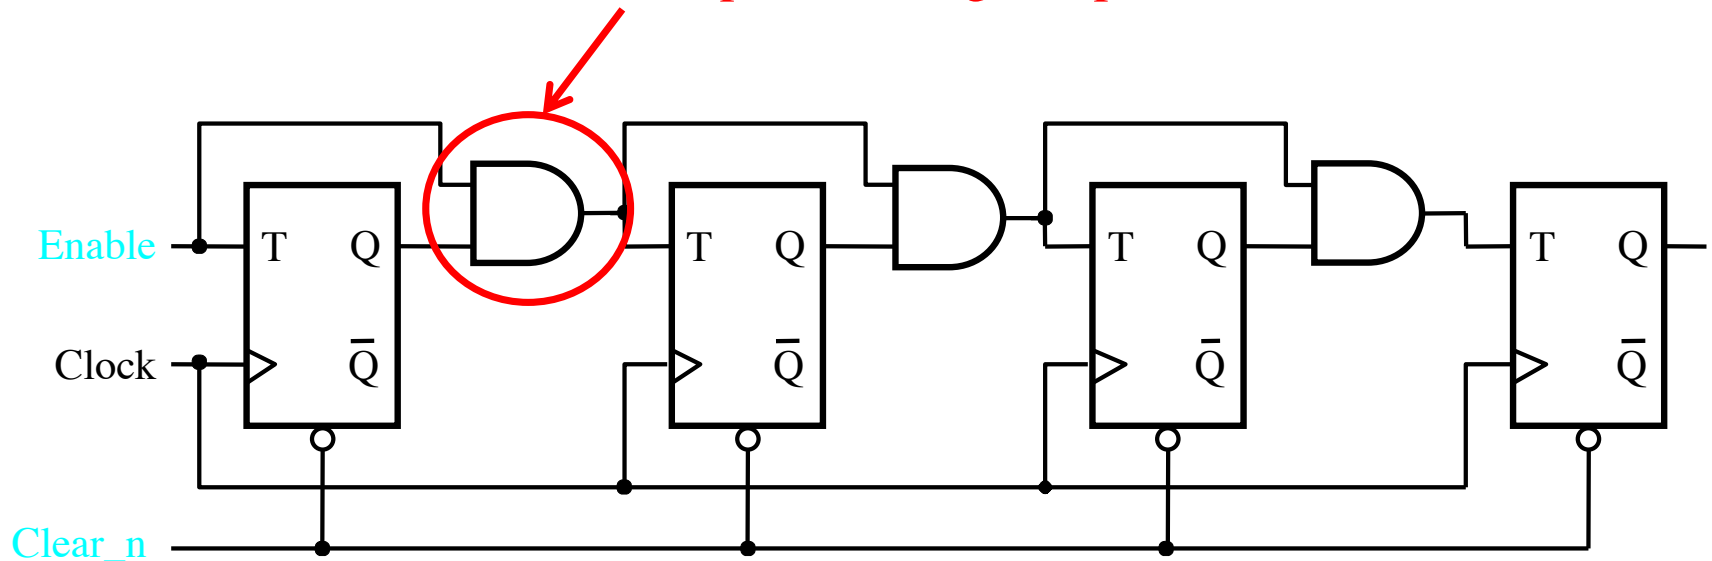 Enable T Q T Q T Q T Q
Clock Q̅ Q̅ Q̅ Q̅
Clear_n